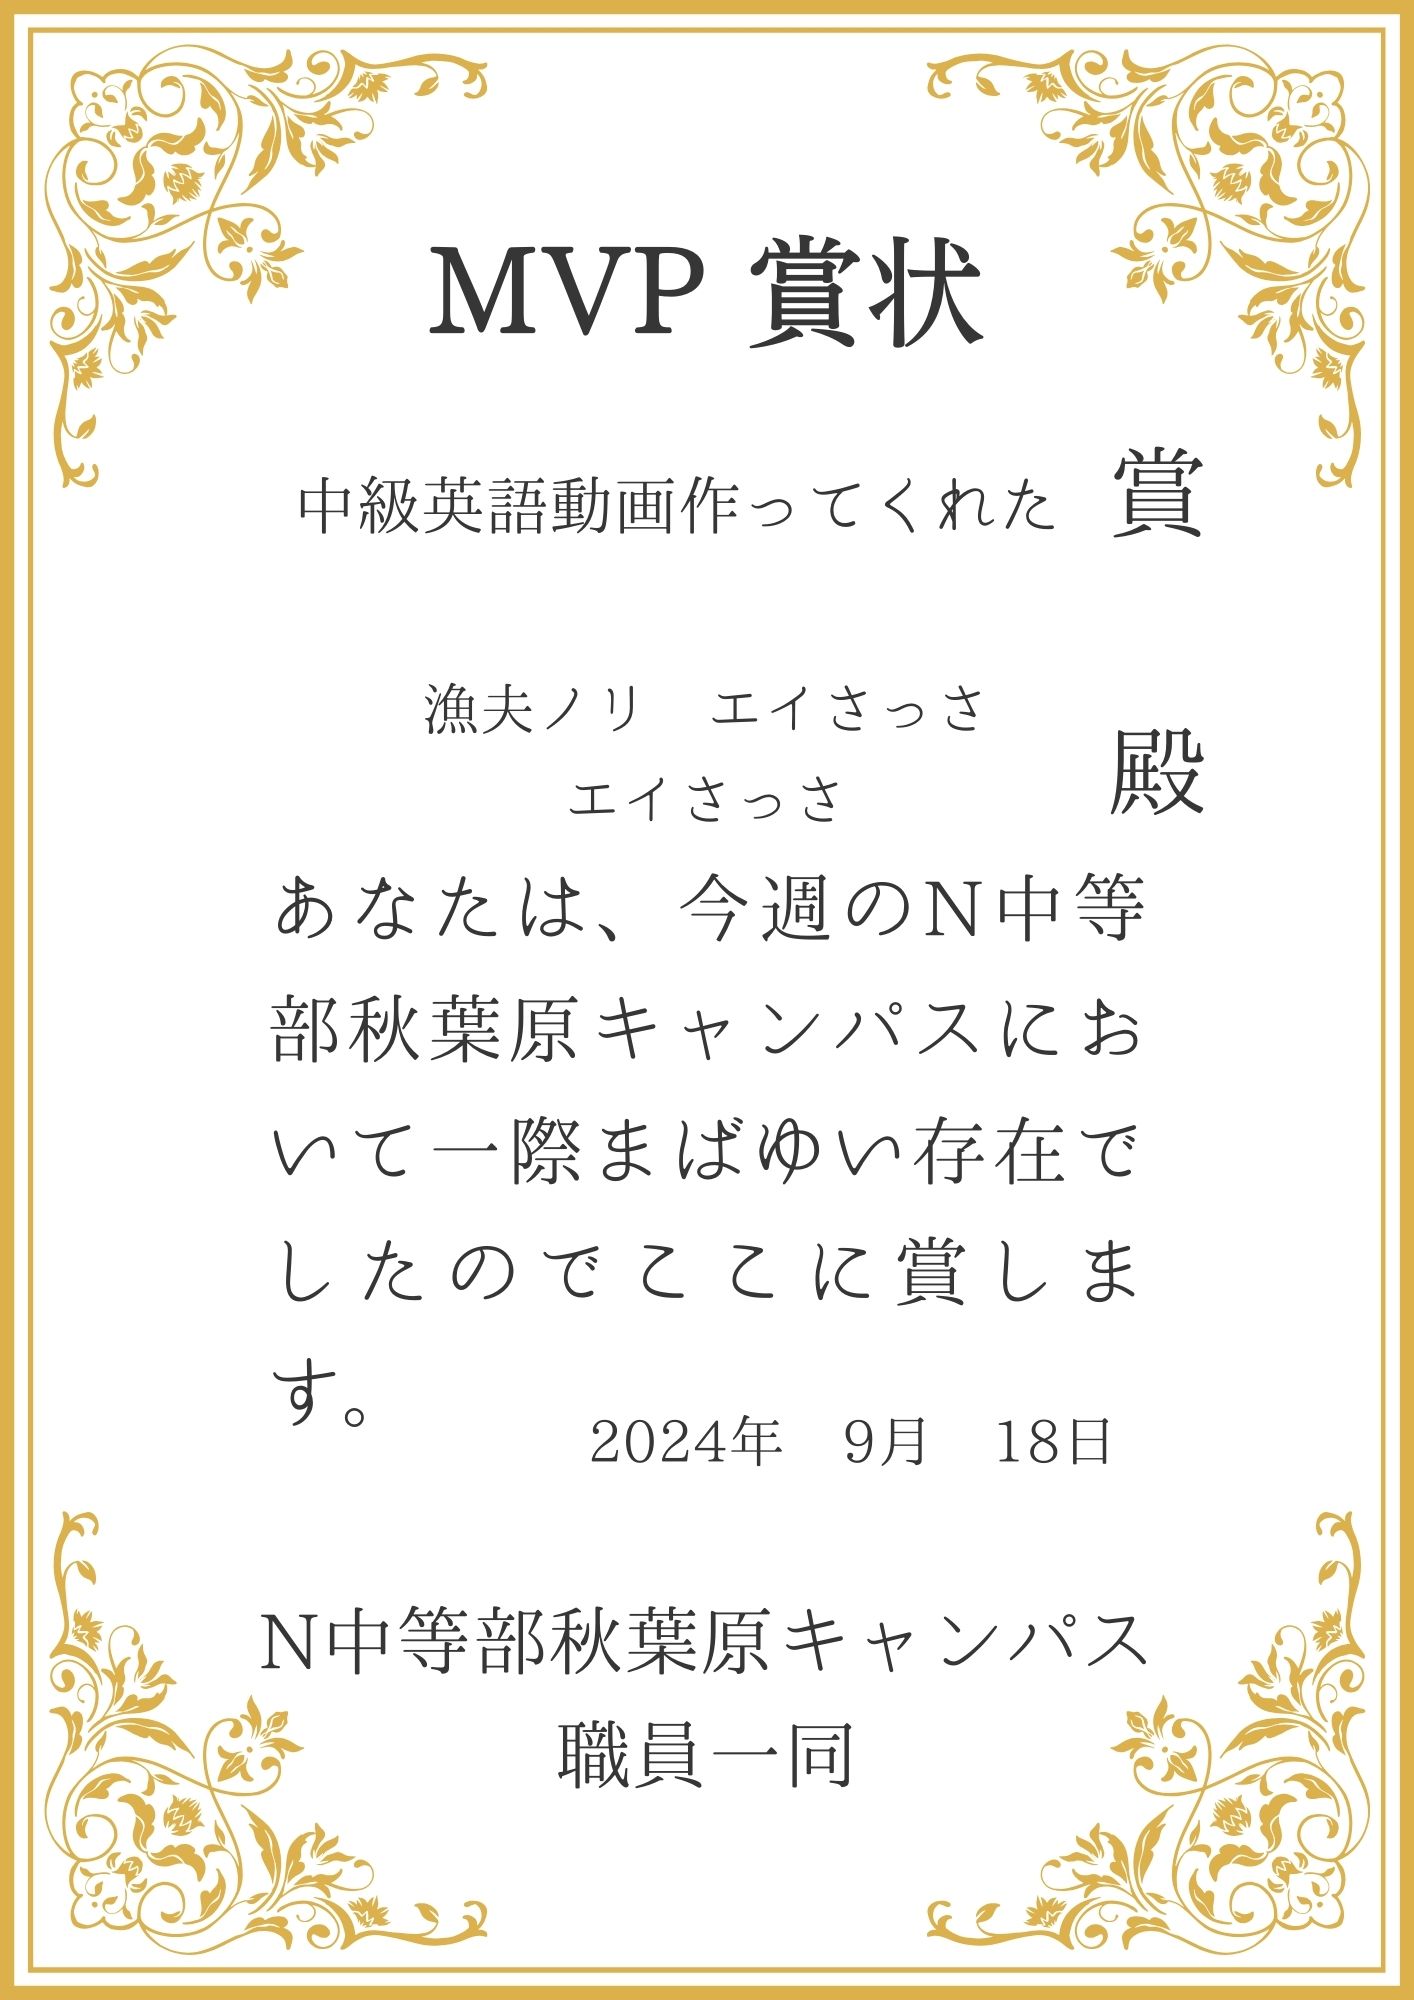 MVP 賞状
中級英語動画作ってくれた 賞
漁夫ノリ　エイさっさ
エイさっさ 殿
あなたは、今週のN中等
部秋葉原キャンパスにお
いて一際まばゆい存在で
したのでここに賞しま
す。
2024年　9月　18日
N中等部秋葉原キャンパス
職員一同